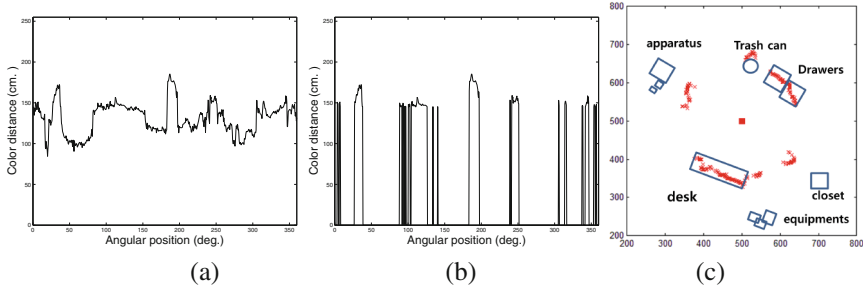 250
200
150
100
50
0
Color distance (cm. )
0 50 100 150 200 250 300 350
Angular position (deg.)
(a)
250
200
150
100
50
0
Color distance (cm. )
0 50 100 150 200 250 300 350
Angular position (deg.)
(b)
800
700
600
500
400
300
200
200 300 400 500 600 700 800
apparatus
Trash can
Drawers
desk
closet
equipments
(c)